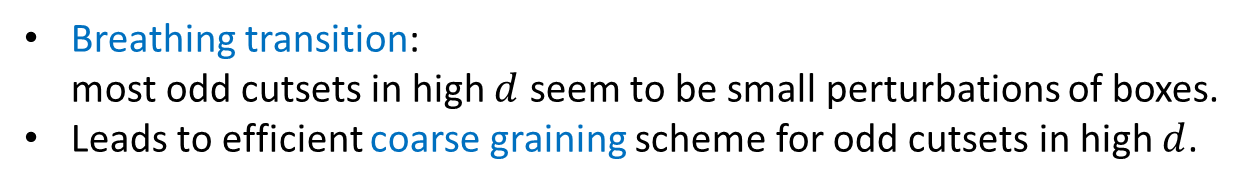 • Breathing transition:
most odd cutsets in high d seem to be small perturbations of boxes.
• Leads to efficient coarse graining scheme for odd cutsets in high d.